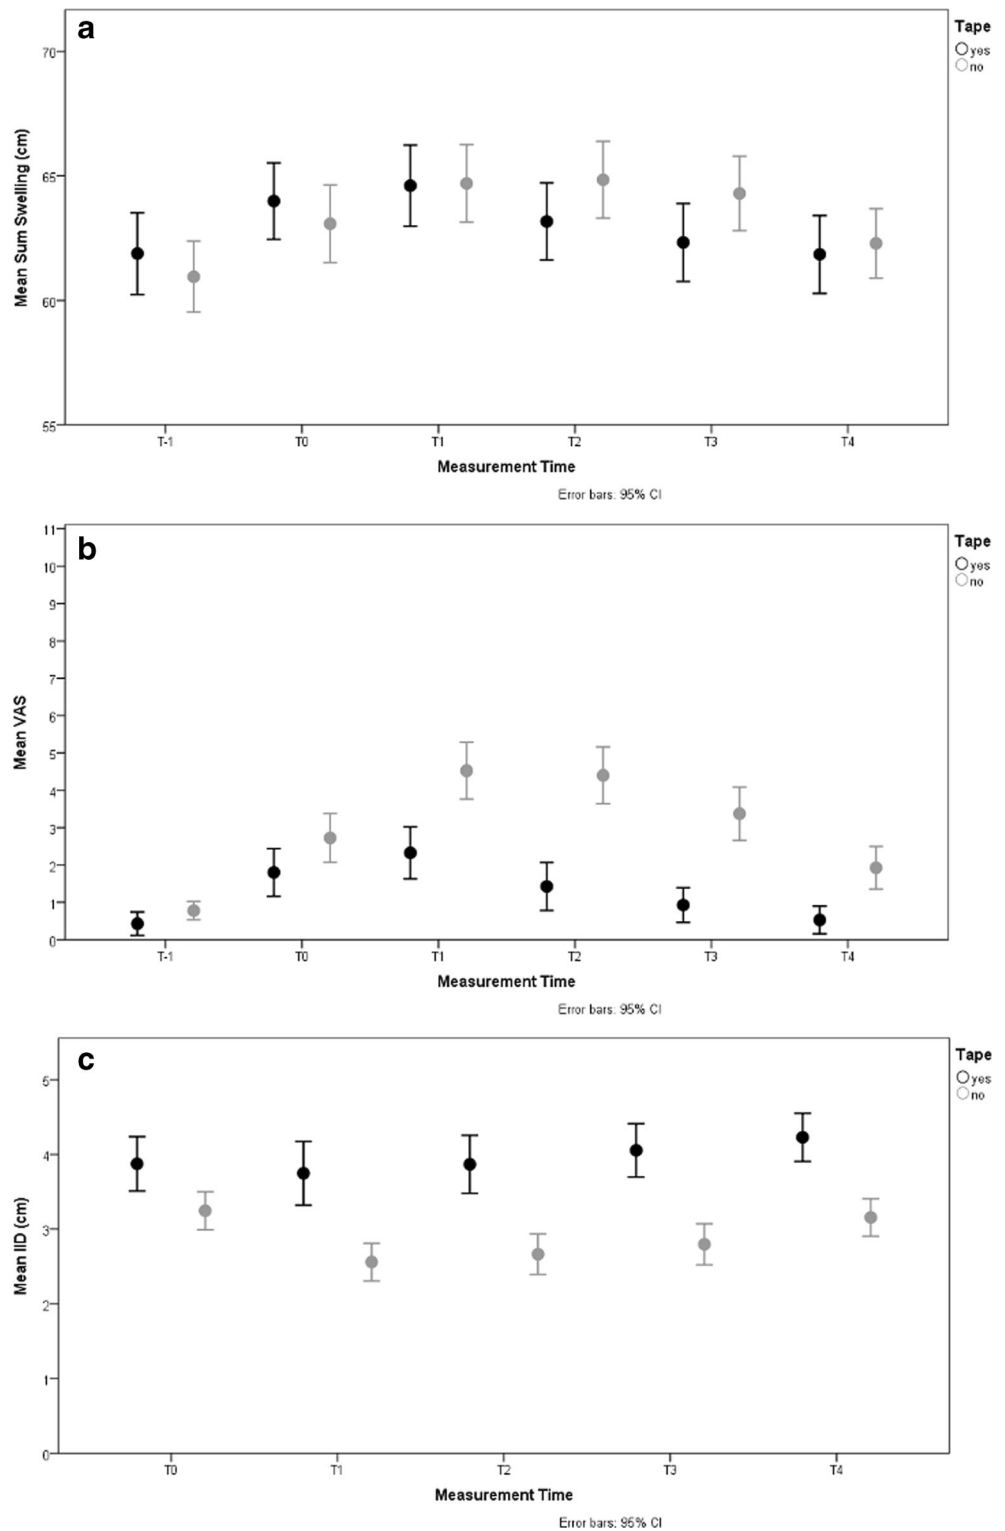 a
Tape
yes
no
70
65
60
55
Mean Sum Swelling (cm)
T-1 T0 T1 T2 T3 T4
Measurement Time
Error bars: 95% CI
b
Tape
yes
no
11
10
9
8
7
6
5
4
3
2
1
0
Mean VAS
T-1 T0 T1 T2 T3 T4
Measurement Time
Error bars: 95% CI
c
Tape
yes
no
5
4
3
2
1
0
Mean IID (cm)
T0 T1 T2 T3 T4
Measurement Time
Error bars: 95% CI